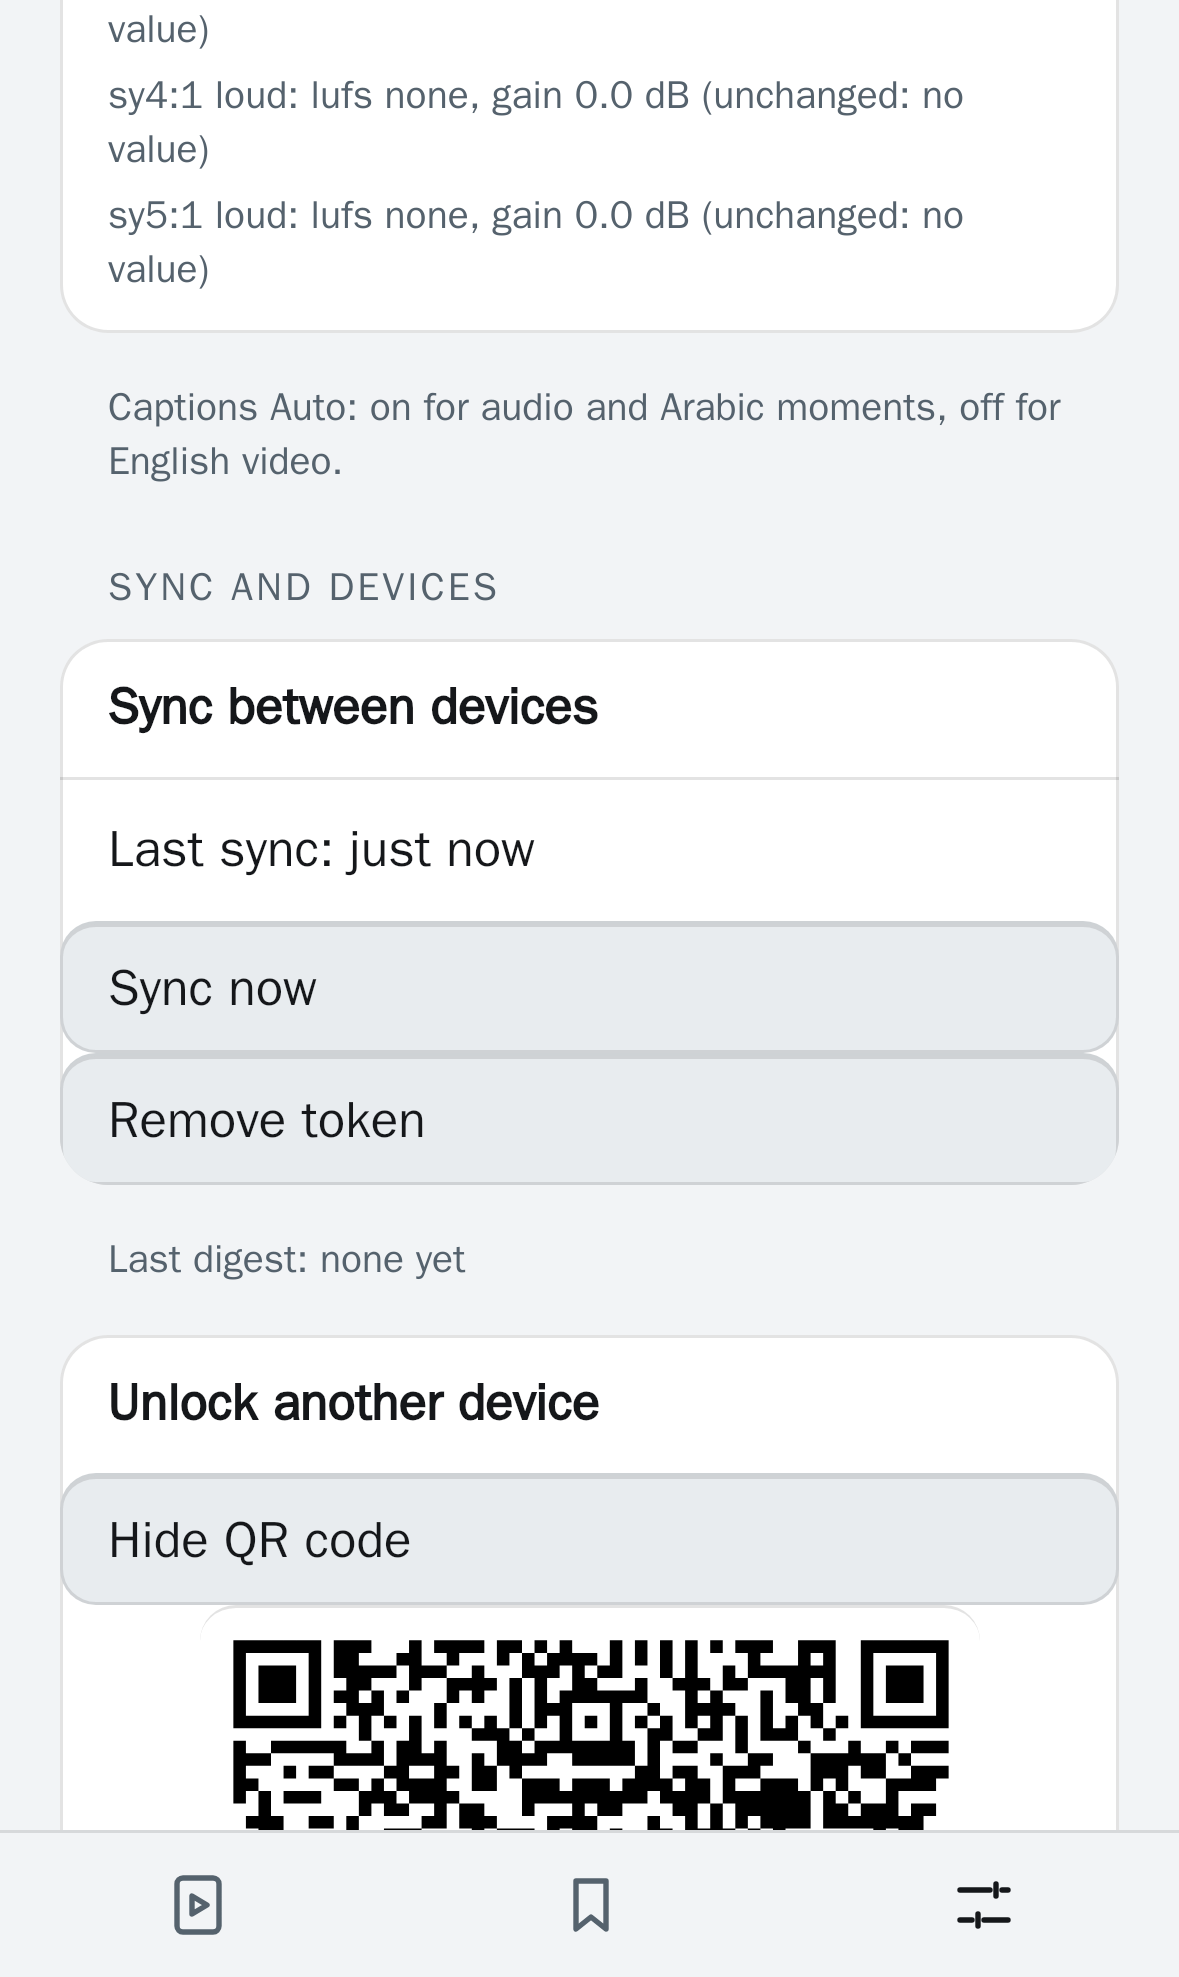 value)
sy4:1 loud: lufs none, gain 0.0 dB (unchanged: no
value)
sy5:1 loud: lufs none, gain 0.0 dB (unchanged: no
value)
Captions Auto: on for audio and Arabic moments, off for
English video.
SYNC AND DEVICES
Sync between devices
Last sync: just now
Sync now
Remove token
Last digest: none yet
Unlock another device
Hide QR code